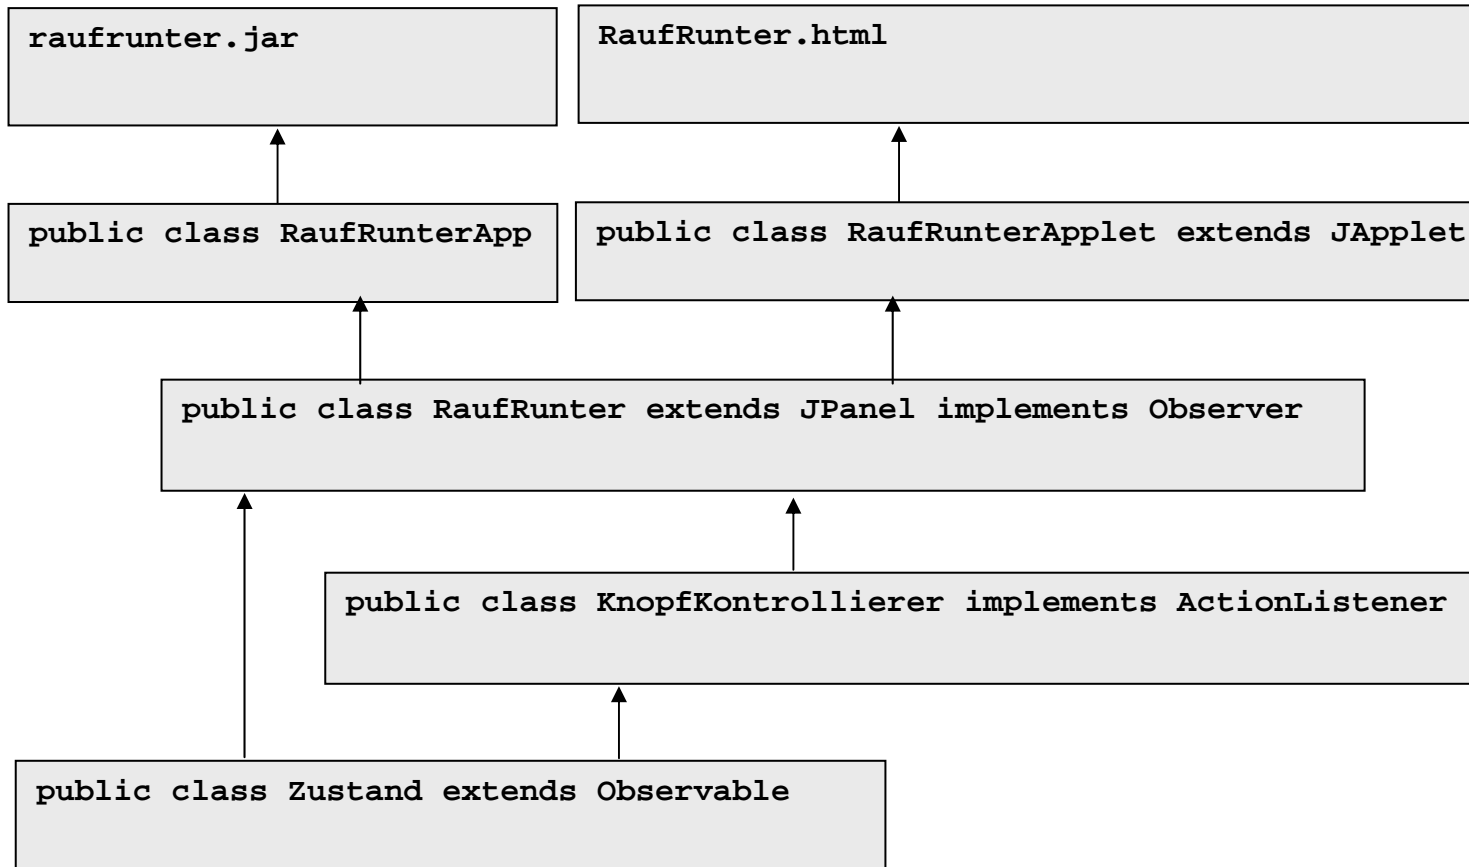 raufrunter.jar
RaufRunter.html
public class RaufRunterApp
public class RaufRunterApplet extends JApplet
public class RaufRunter extends JPanel implements Observer
public class KnopfKontrollierer implements ActionListener
public class Zustand extends Observable